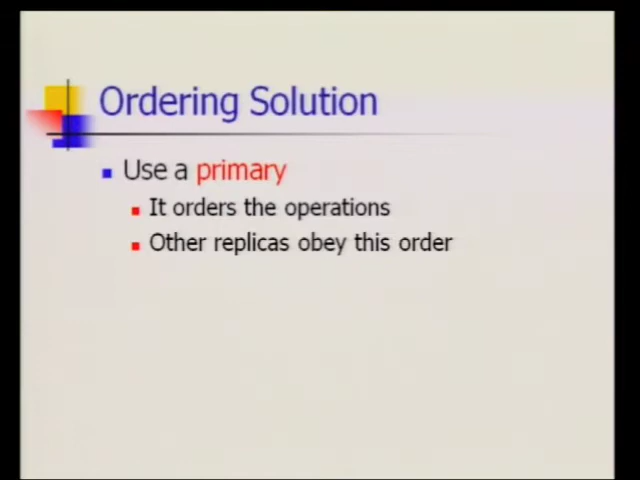 Ordering Solution
Use a primary
It orders the operations
Other replicas obey this order